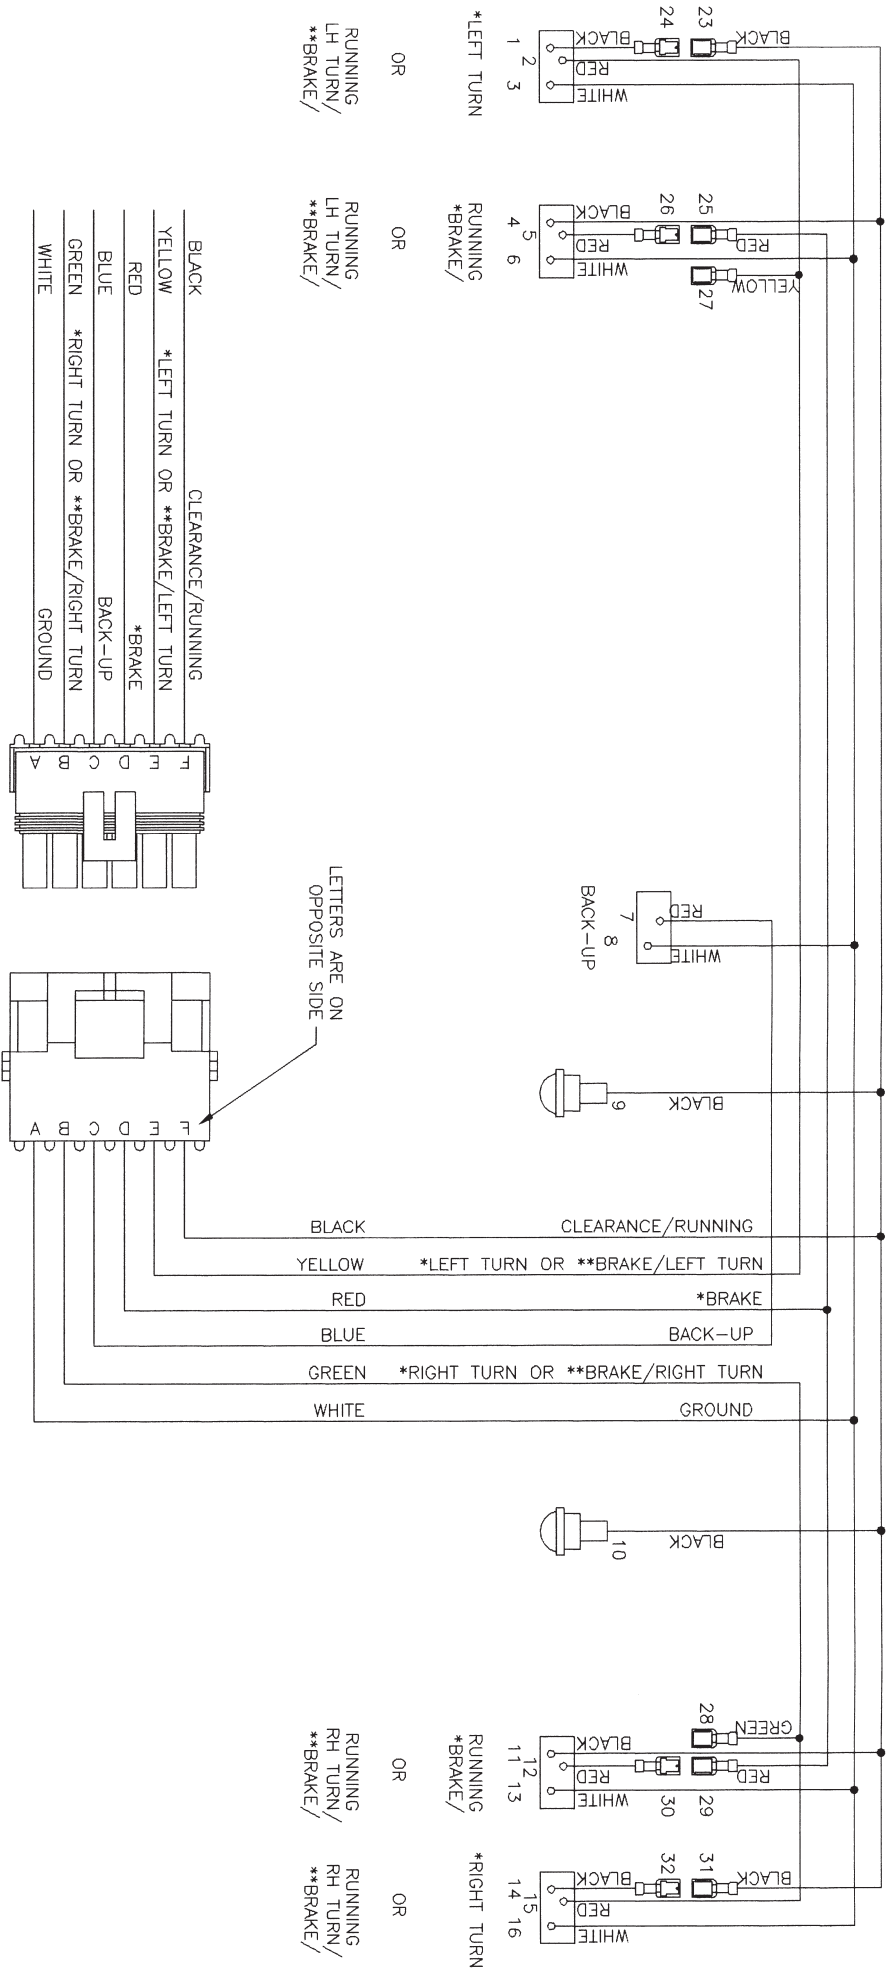 BLACK
24
23
BLACK
1
2
3
RED
WHITE
*LEFT TURN
OR
**BRAKE/
LH TURN/
RUNNING
BLACK
26
25
RED
4
5
6
RED
WHITE
27
YELLOW
*BRAKE/
RUNNING
OR
**BRAKE/
LH TURN/
RUNNING
BLACK
CLEARANCE/RUNNING
YELLOW
*LEFT TURN OR **BRAKE/LEFT TURN
RED
*BRAKE
BLUE
BACK-UP
GREEN
*RIGHT TURN OR **BRAKE/RIGHT TURN
WHITE
GROUND
A
B
C
D
E
F
LETTERS ARE ON
OPPOSITE SIDE
RED
7
8
WHITE
BACK-UP
9
BLACK
A
B
C
D
E
F
BLACK
CLEARANCE/RUNNING
YELLOW
*LEFT TURN OR **BRAKE/LEFT TURN
RED
*BRAKE
BLUE
BACK-UP
GREEN
*RIGHT TURN OR **BRAKE/RIGHT TURN
WHITE
GROUND
10
BLACK
28
GREEN
BLACK
11
12
13
RED
30
29
RED
WHITE
*BRAKE/
RUNNING
OR
**BRAKE/
RH TURN/
RUNNING
BLACK
32
31
BLACK
14
15
16
RED
WHITE
*RIGHT TURN
OR
**BRAKE/
RH TURN/
RUNNING